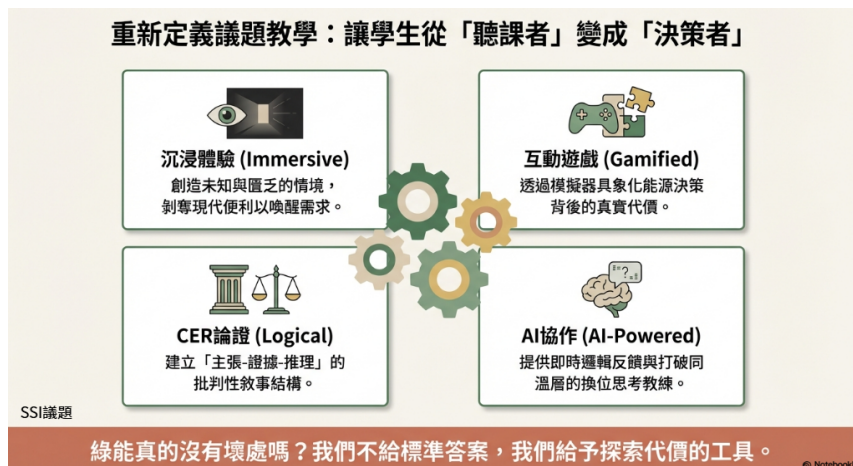 重新定義議題教學：讓學生從「聽課者」變成「決策者」
沉浸體驗 (Immersive)
創造未知與匱乏的情境，
剝奪現代便利以喚醒需求。
互動遊戲 (Gamified)
透過模擬器具象化能源決策
背後的真實代價。
CER論證 (Logical)
建立「主張-證據-推理」的
批判性敘事結構。
AI協作 (AI-Powered)
提供即時邏輯反饋與打破同
溫層的換位思考教練。
SSI議題
綠能真的沒有壞處嗎？我們不給標準答案，我們給予探索代價的工具。